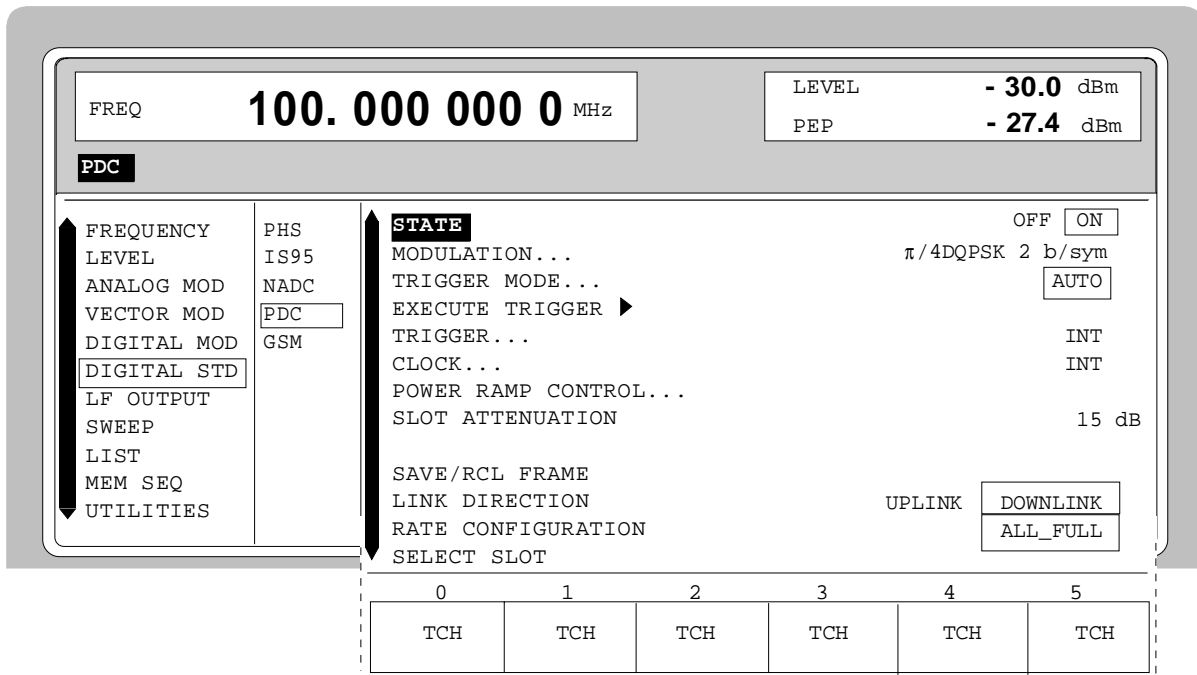 FREQ 100. 000 000 0 MHz
LEVEL - 30.0 dBm
PEP - 27.4 dBm
PDC
FREQUENCY
LEVEL
ANALOG MOD
VECTOR MOD
DIGITAL MOD
DIGITAL STD
LF OUTPUT
SWEEP
LIST
MEM SEQ
UTILITIES
PHS
IS95
NADC
PDC
GSM
STATE OFF ON
MODULATION... π/4DQPSK 2 b/sym
TRIGGER MODE... AUTO
EXECUTE TRIGGER ▶
TRIGGER... INT
CLOCK... INT
POWER RAMP CONTROL...
SLOT ATTENUATION 15 dB
SAVE/RCL FRAME
LINK DIRECTION UPLINK DOWNLINK
RATE CONFIGURATION ALL_FULL
SELECT SLOT
0 1 2 3 4 5
TCH TCH TCH TCH TCH TCH